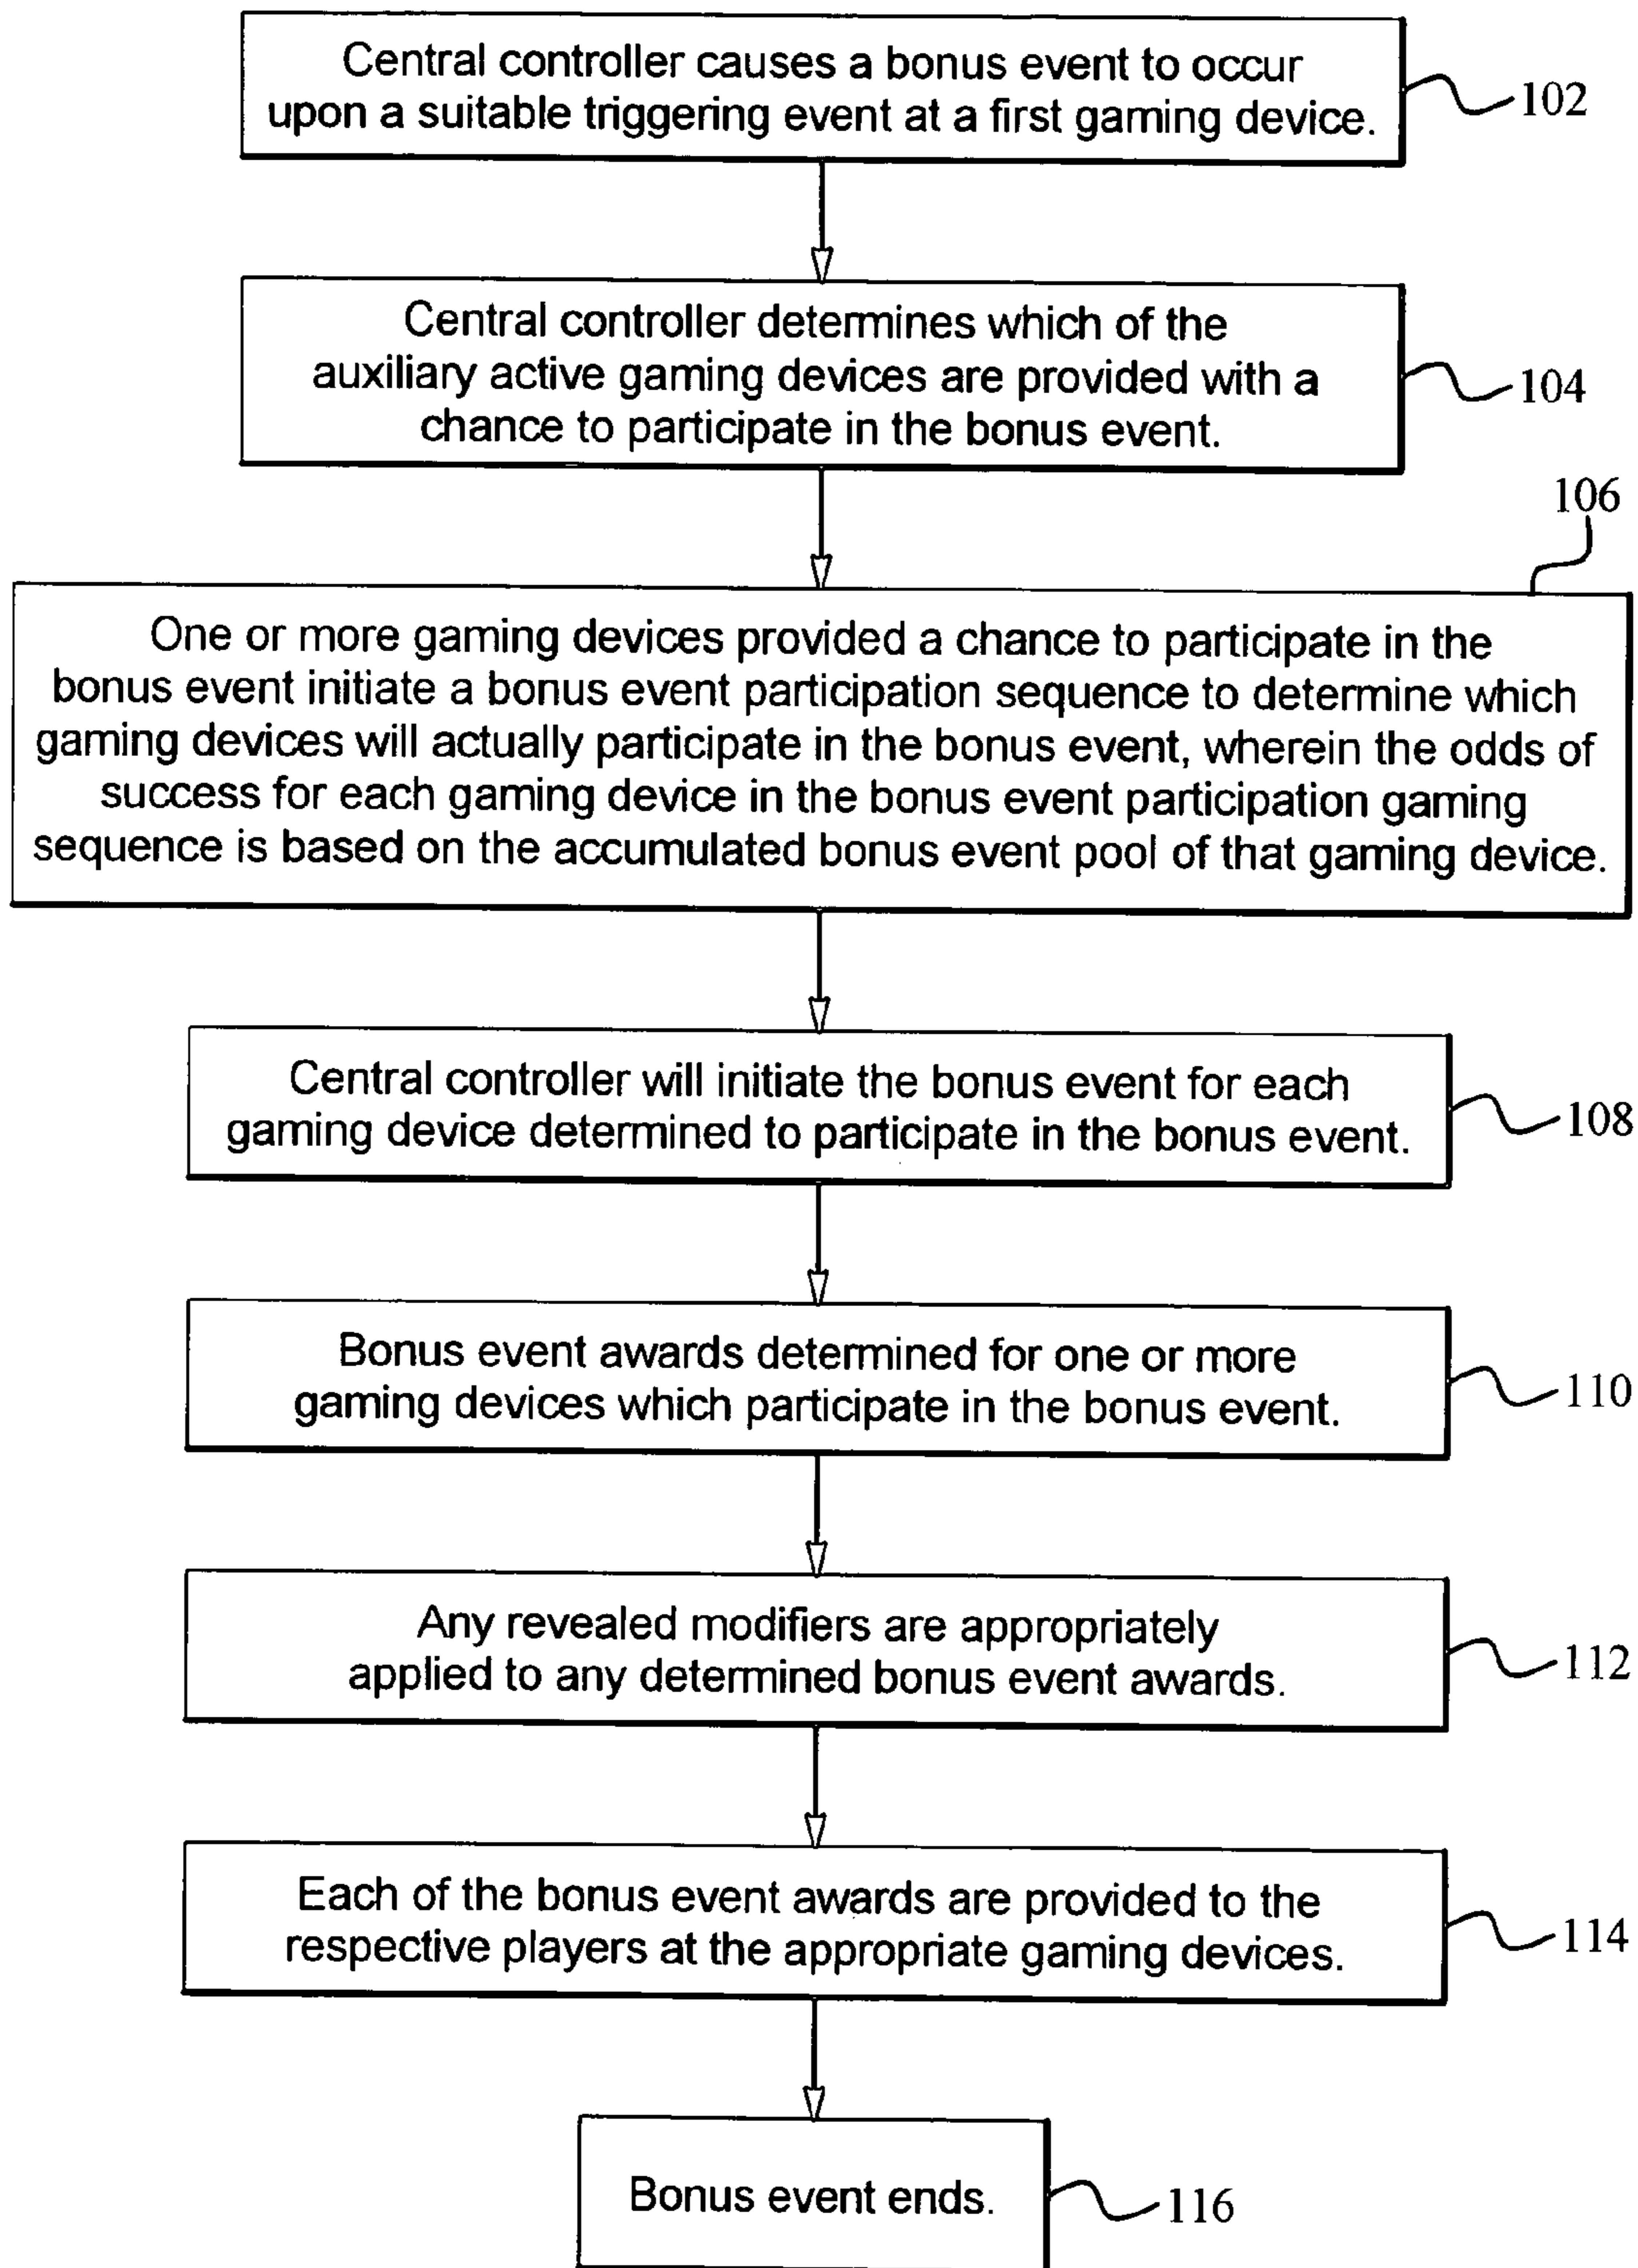 Central controller causes a bonus event to occur
upon a suitable triggering event at a first gaming device.
102
Central controller determines which of the
auxiliary active gaming devices are provided with a
chance to participate in the bonus event.
104
106
One or more gaming devices provided a chance to participate in the
bonus event initiate a bonus event participation sequence to determine which
gaming devices will actually participate in the bonus event, wherein the odds of
success for each gaming device in the bonus event participation gaming
sequence is based on the accumulated bonus event pool of that gaming device.
Central controller will initiate the bonus event for each
gaming device determined to participate in the bonus event.
108
Bonus event awards determined for one or more
gaming devices which participate in the bonus event.
110
Any revealed modifiers are appropriately
applied to any determined bonus event awards.
112
Each of the bonus event awards are provided to the
respective players at the appropriate gaming devices.
114
Bonus event ends.
116